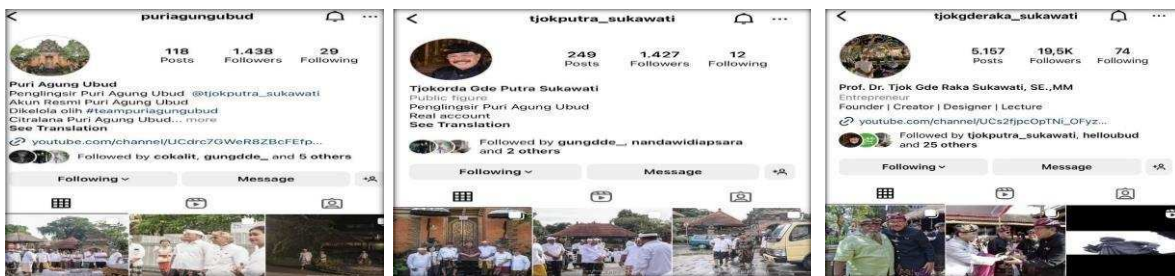 puriagungubud
118 1.438 29
Posts Followers Following
Puri Agung Ubud
Penglingsir Puri Agung Ubud @tjokputra_sukawati
Akun Resmi Puri Agung Ubud
Dikelola olih #teampuriagungubud
Citralana Puri Agung Ubud... more
See Translation
youtube.com/channel/UCdrc7GWeR8ZBcFEfp...
Followed by cokalit, gungdde_ and 5 others
Following Message
tjokputra_sukawati
249 1.427 12
Posts Followers Following
Tjokorda Gde Putra Sukawati
Public figure
Penglingsir Puri Agung Ubud
Real account
See Translation
Followed by gungdde_, nandawidiapsara
and 2 others
Following Message
tjokgderaka_sukawati
5.157 19,5K 74
Posts Followers Following
Prof. Dr. Tjok Gde Raka Sukawati, SE.,MM
Entrepreneur
Founder | Creator | Designer | Lecture
youtube.com/channel/UCs2fjpcOpTNi_OFyz...
Followed by tjokputra_sukawati, helloubud
and 25 others
Following Message